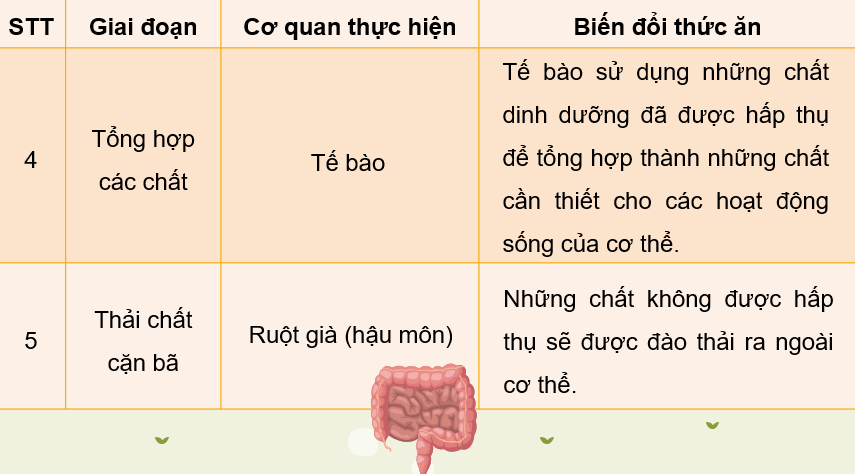 STT Giai đoạn Cơ quan thực hiện Biến đổi thức ăn
4
Tổng hợp
các chất
Tế bào
Tế bào sử dụng những chất
dinh dưỡng đã được hấp thụ
để tổng hợp thành những chất
cần thiết cho các hoạt động
sống của cơ thể.
5
Thải chất
cặn bã
Ruột già (hậu môn)
Những chất không được hấp
thụ sẽ được đào thải ra ngoài
cơ thể.